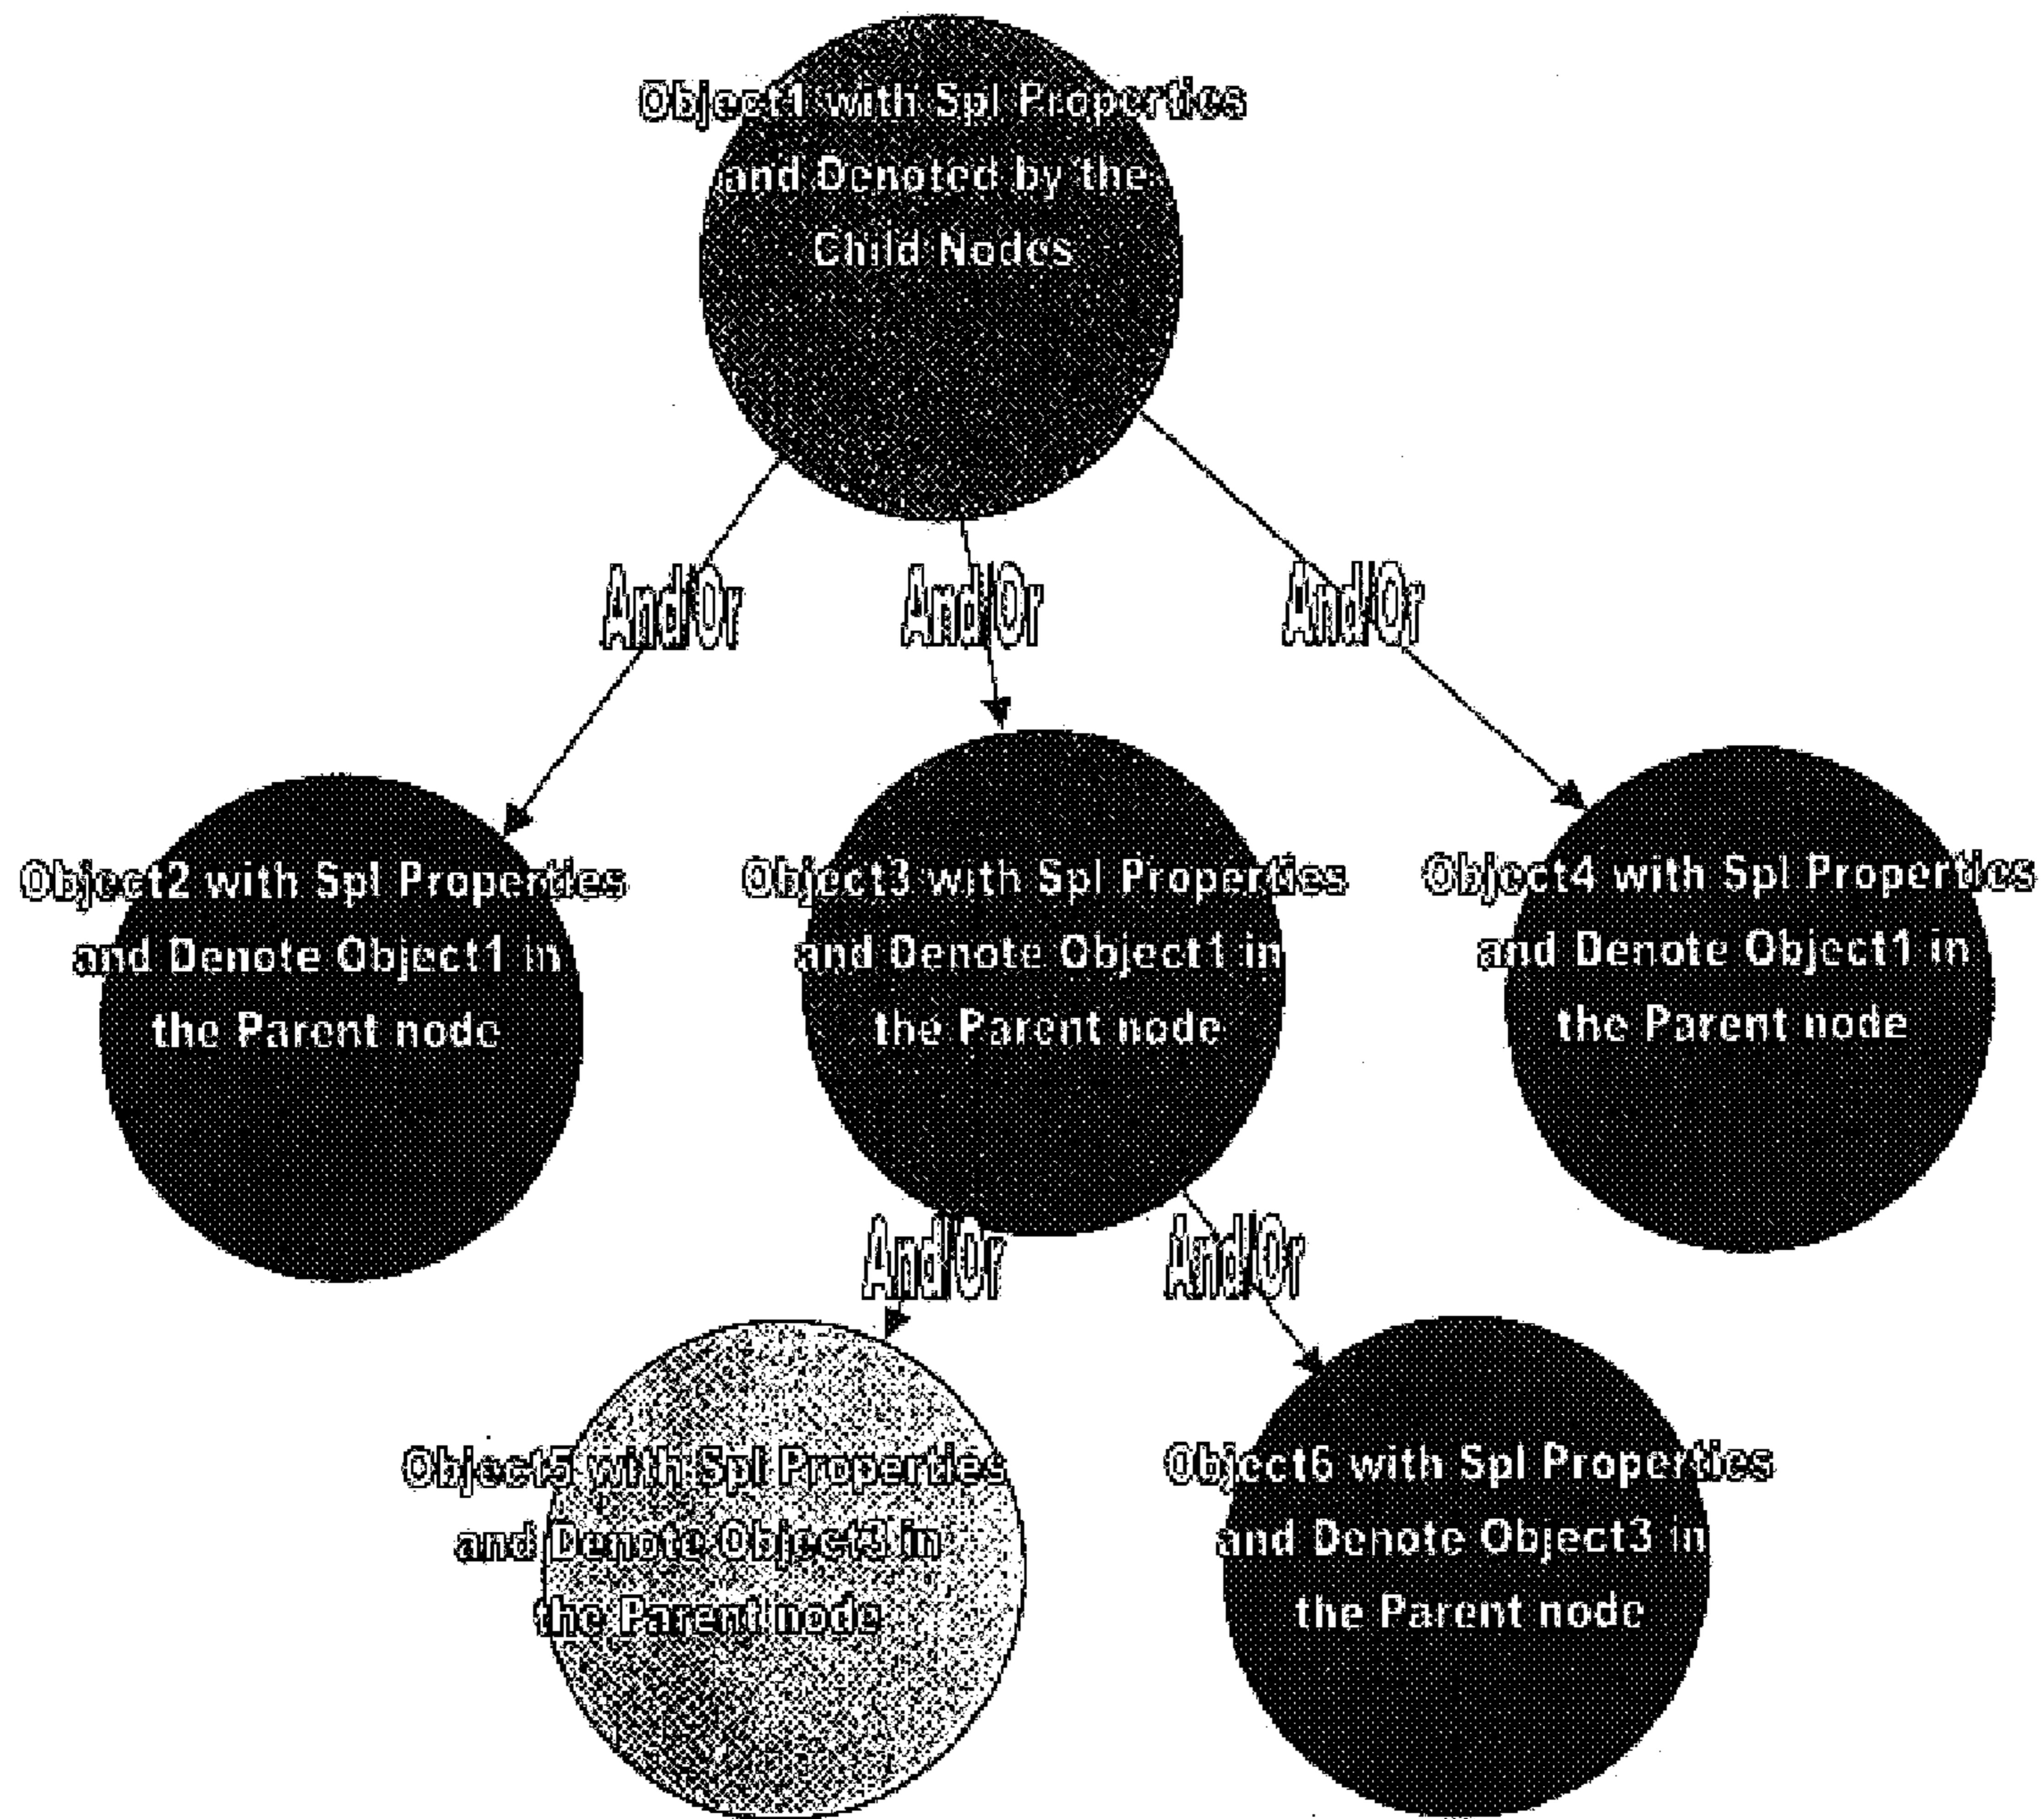 Object1 with Spl Properties
and Denoted by the
Child Nodes
And/Or
And/Or
And/Or
Object2 with Spl Properties
and Denote Object1 in
the Parent node
Object3 with Spl Properties
and Denote Object1 in
the Parent node
Object4 with Spl Properties
and Denote Object1 in
the Parent node
And/Or
And/Or
Object5 with Spl Properties
and Denote Object3 in
the Parent node
Object6 with Spl Properties
and Denote Object3 in
the Parent node